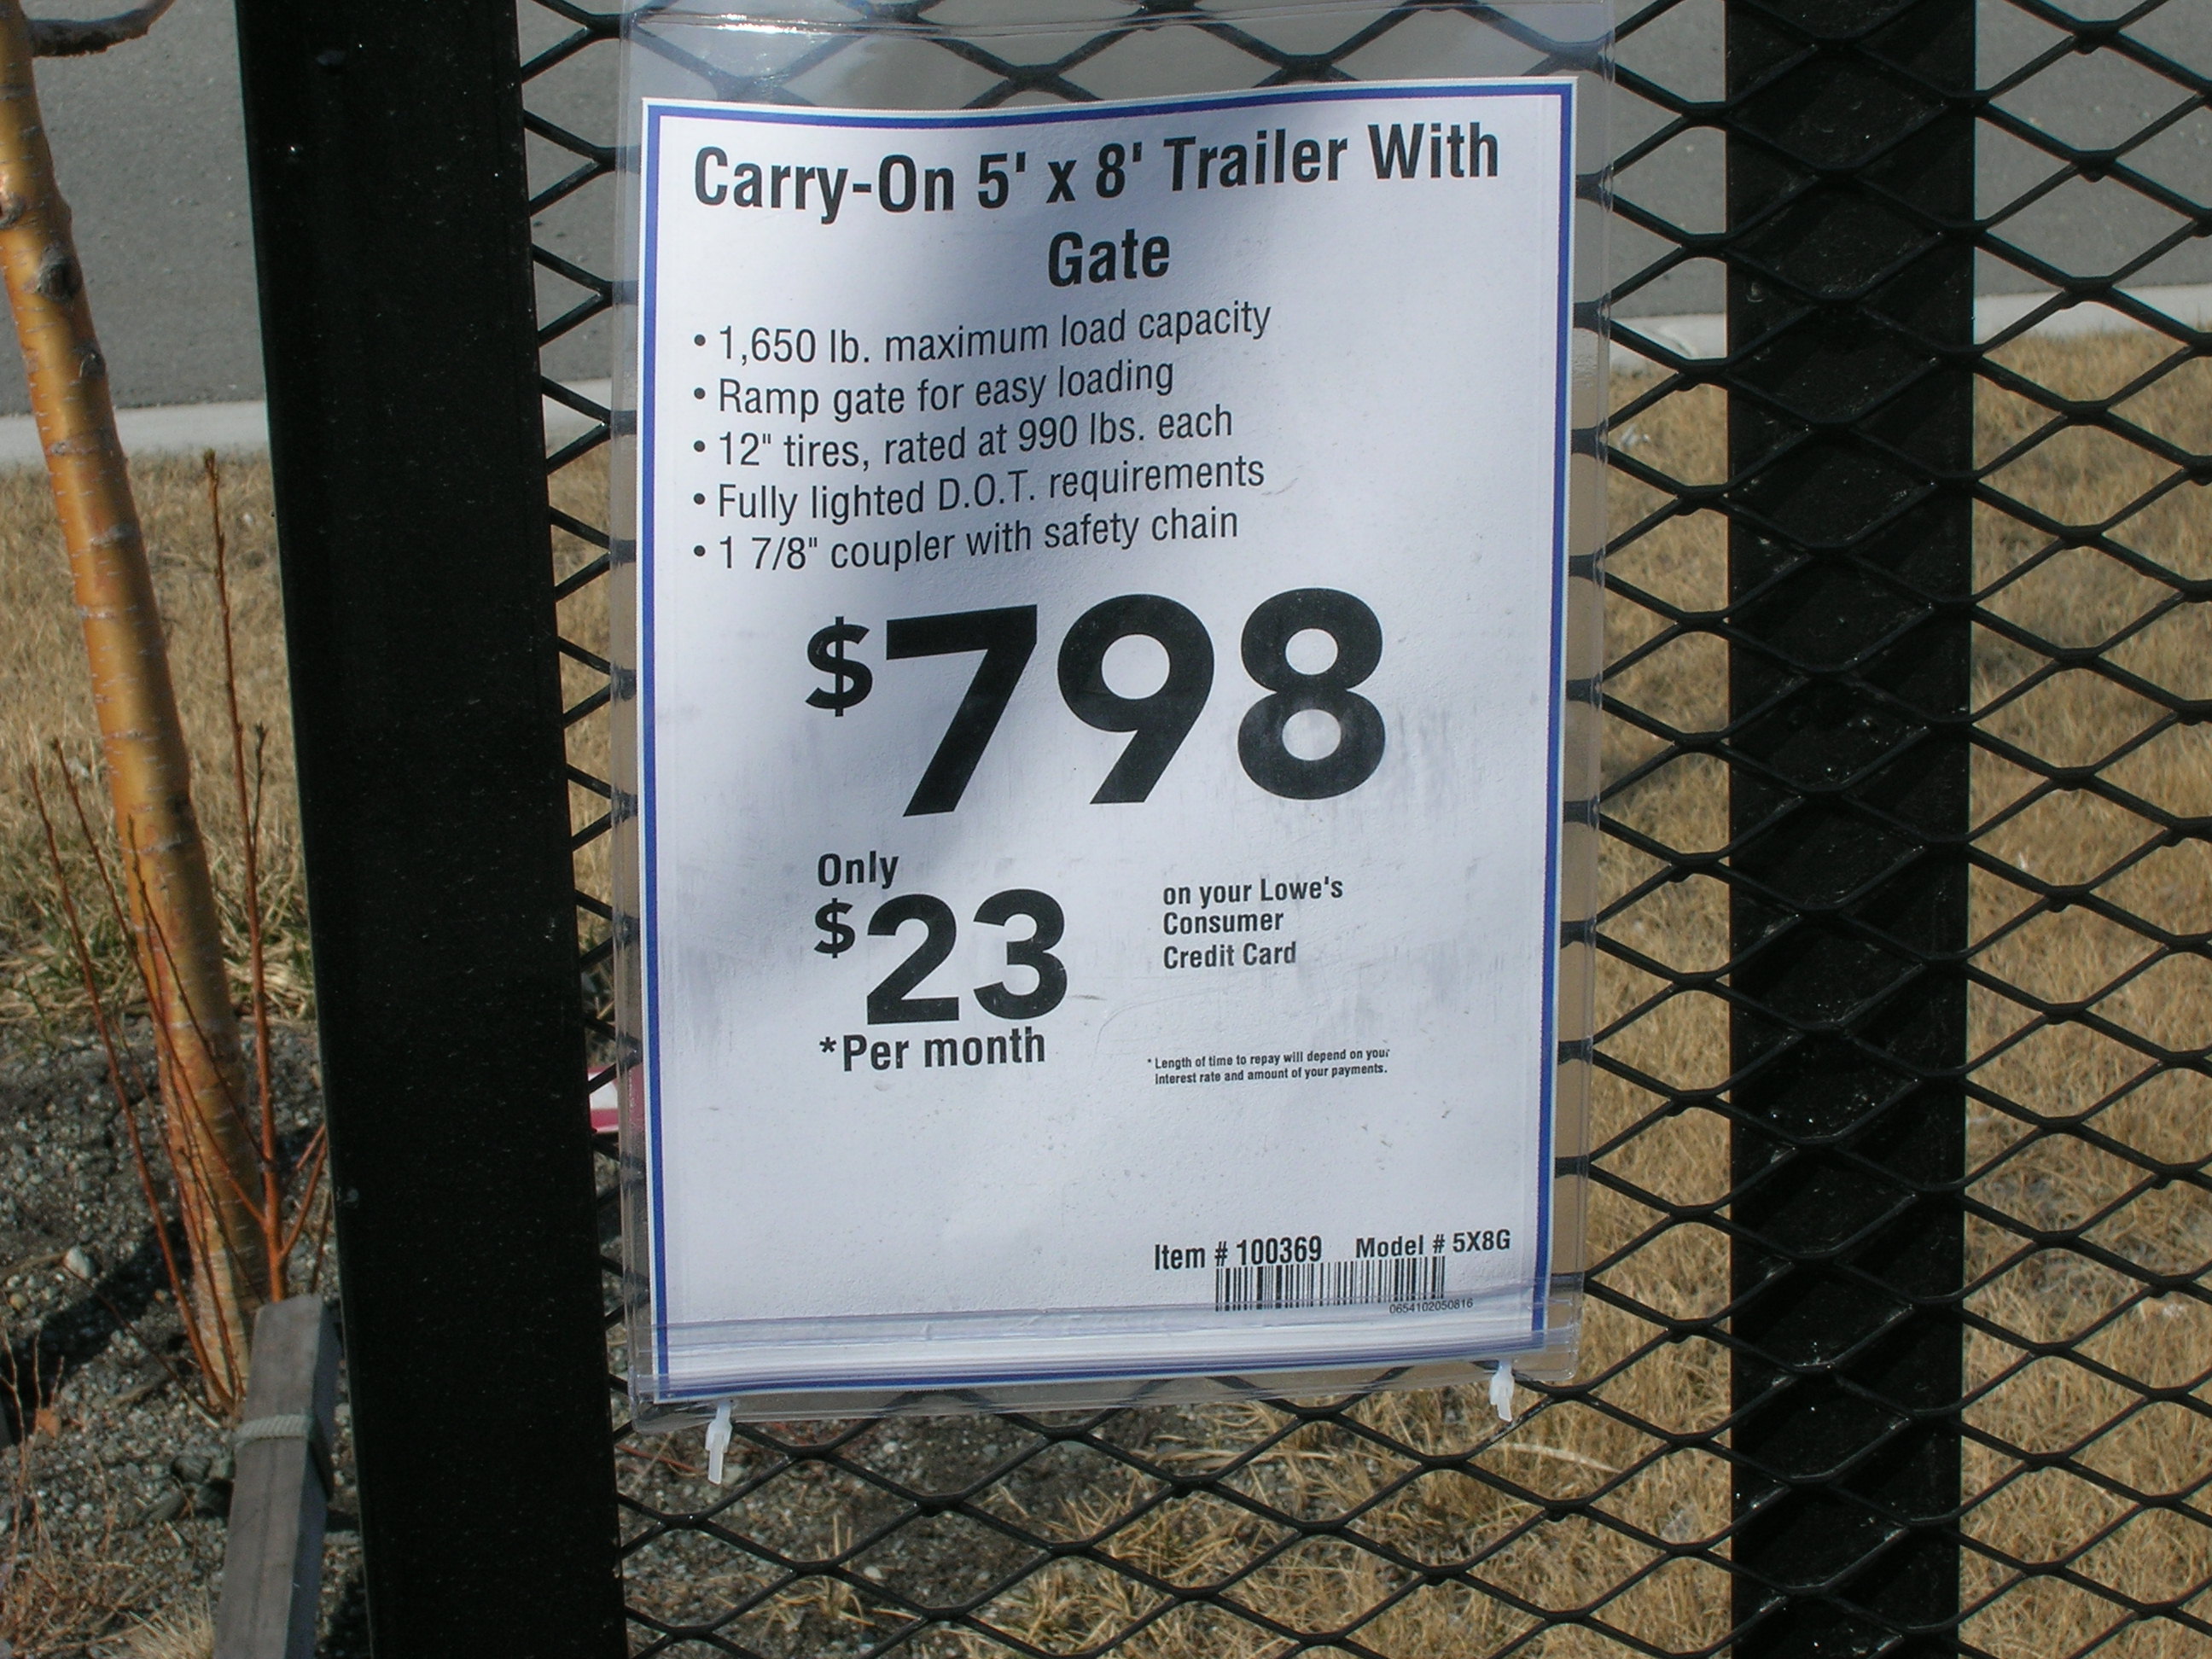 Carry-On 5' x 8' Trailer With
Gate
• 1,650 lb. maximum load capacity
• Ramp gate for easy loading
• 12" tires, rated at 990 lbs. each
• Fully lighted D.O.T. requirements
• 1 7/8" coupler with safety chain
$798
Only
$23
*Per month
on your Lowe's
Consumer
Credit Card
* Length of time to repay will depend on your
interest rate and amount of your payments.
Item # 100369 Model # 5X8G
0654102050816